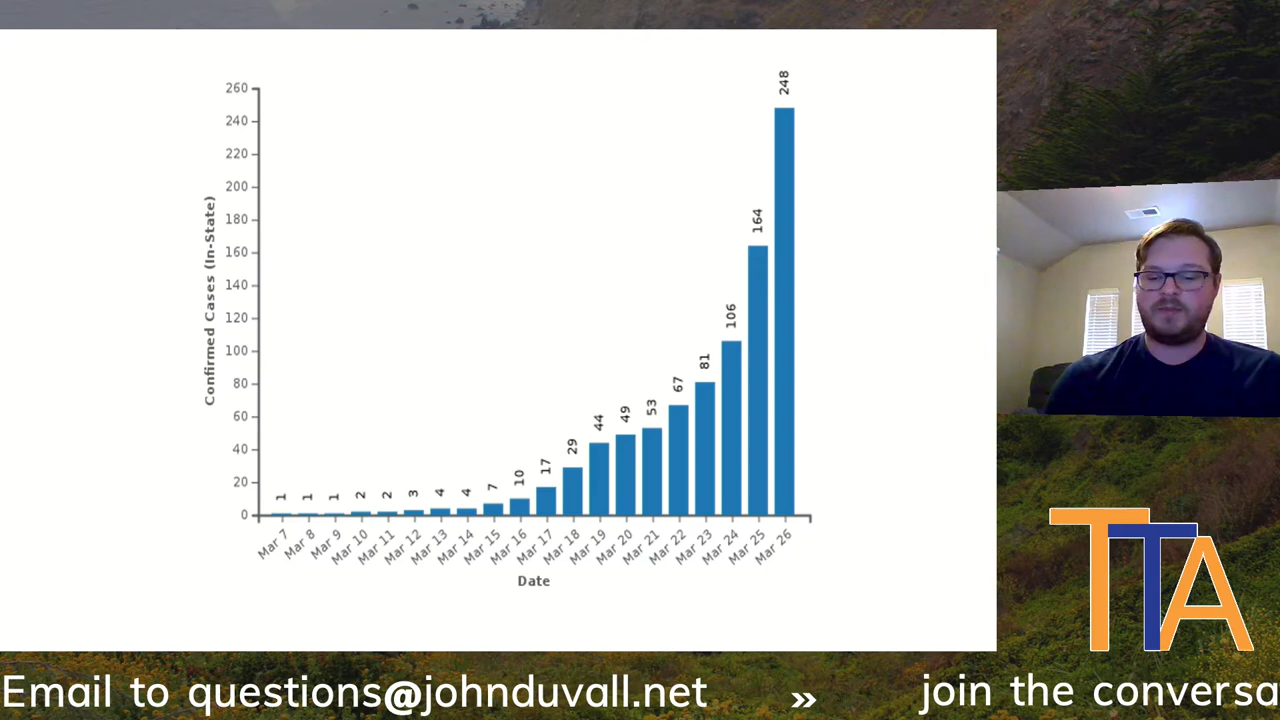 260
240
220
200
180
160
140
120
100
80
60
40
20
0
Confirmed Cases (In-State)
1 1 1 2 2 3 4 4 7 10 17 29 44 49 53 67 81 106 164 248
Mar 7 Mar 8 Mar 9 Mar 10 Mar 11 Mar 12 Mar 13 Mar 14 Mar 15 Mar 16 Mar 17 Mar 18 Mar 19 Mar 20 Mar 21 Mar 22 Mar 23 Mar 24 Mar 25 Mar 26
Date
TTA
Email to questions@johnduvall.net » join the conversa